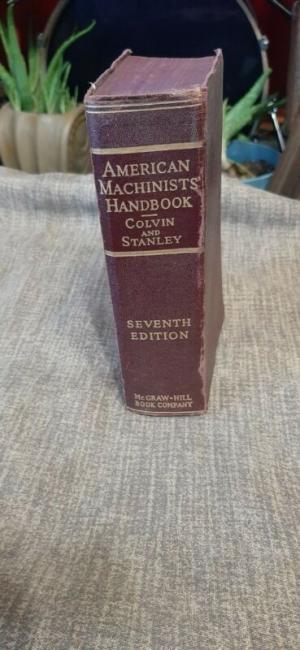 AMERICAN
MACHINISTS'
HANDBOOK
COLVIN
AND
STANLEY
SEVENTH
EDITION
McGRAW-HILL
BOOK COMPANY